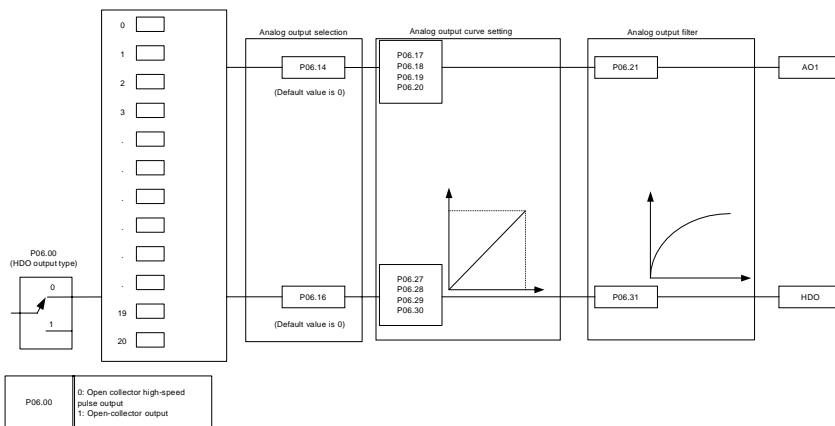 0
1
2
3
.
.
.
.
.
.
19
20
P06.00
(HDO output type)
0
1
Analog output selection
P06.14
(Default value is 0)
P06.16
(Default value is 0)
Analog output curve setting
P06.17
P06.18
P06.19
P06.20
P06.27
P06.28
P06.29
P06.30
Analog output filter
P06.21
P06.31
AO1
HDO
P06.00
0: Open collector high-speed
pulse output
1: Open-collector output